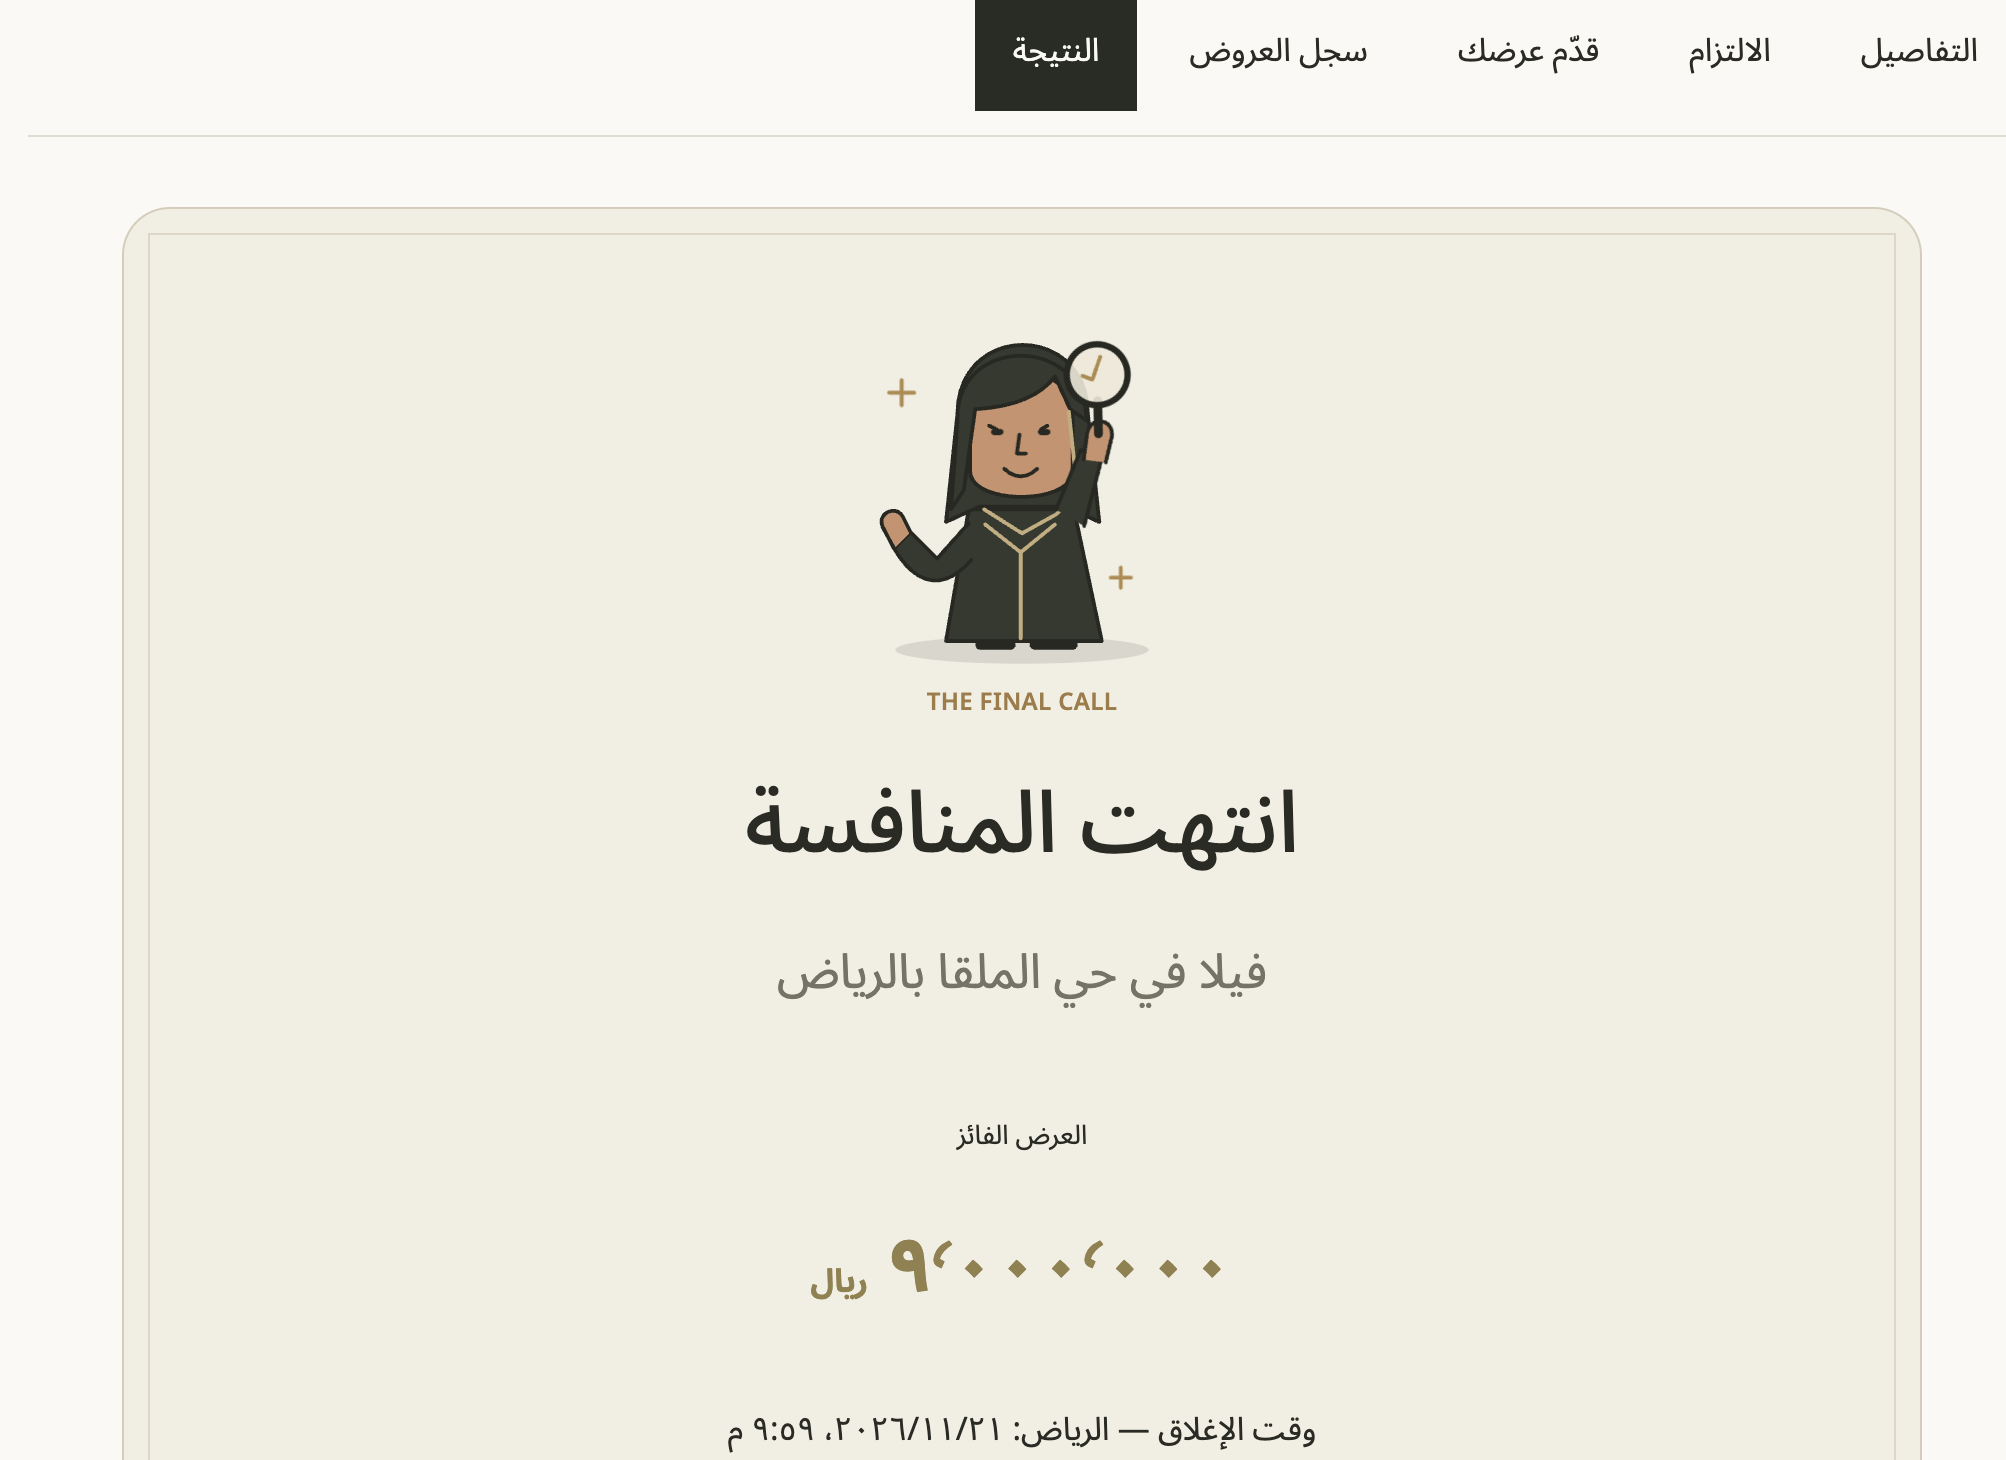 التفاصيل
الالتزام
قدّم عرضك
سجل العروض
النتيجة
THE FINAL CALL
انتهت المنافسة
فيلا في حي الملقا بالرياض
العرض الفائز
٩٬٠٠٠٬٠٠٠ ريال
وقت الإغلاق — الرياض: ٢٠٢٦/١١/٢١، ٩:٥٩ م